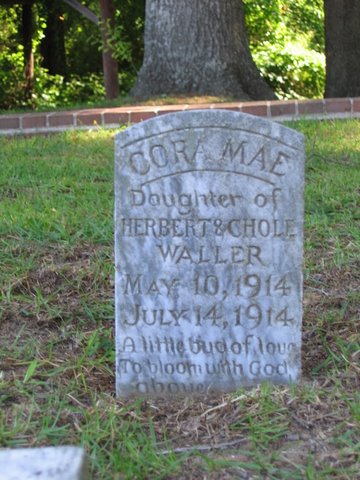 CORA MAE
Daughter of
HERBERT & CHOLE
WALLER
MAY 10, 1914
JULY 14, 1914
A little bud of love
To bloom with God
above